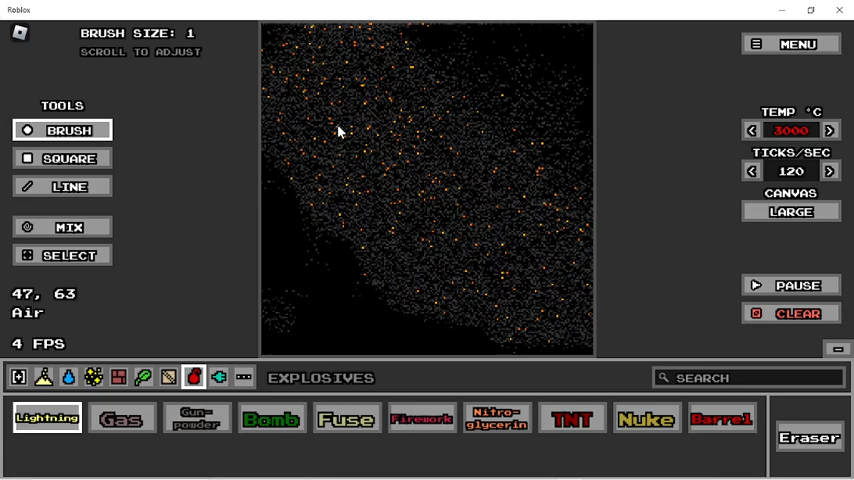 Roblox
BRUSH SIZE: 1
SCROLL TO ADJUST
MENU
TOOLS
BRUSH
SQUARE
LINE
MIX
SELECT
47, 63
Air
4 FPS
TEMP °C
3000
TICKS/SEC
120
CANVAS
LARGE
PAUSE
CLEAR
EXPLOSIVES
SEARCH
Lightning
Gas
Gun-
powder
Bomb
Fuse
Firework
Nitro-
glycerin
TNT
Nuke
Barrel
Eraser